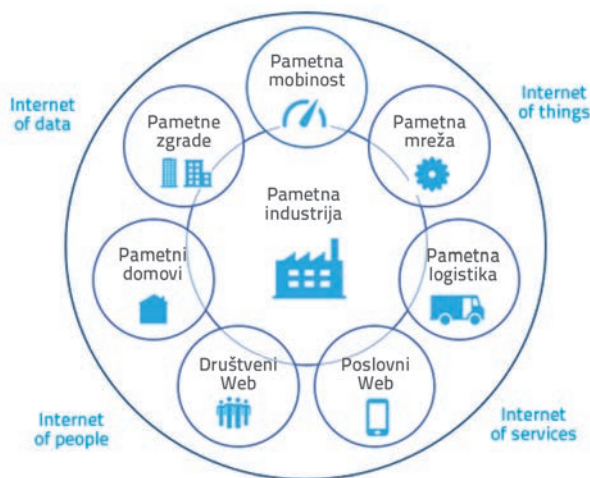 Pametna
mobinost
Internet
of data
Internet
of things
Pametne
zgrade
Pametna
mreža
Pametna
industrija
Pametni
domovi
Pametna
logistika
Društveni
Web
Poslovni
Web
Internet
of people
Internet
of services